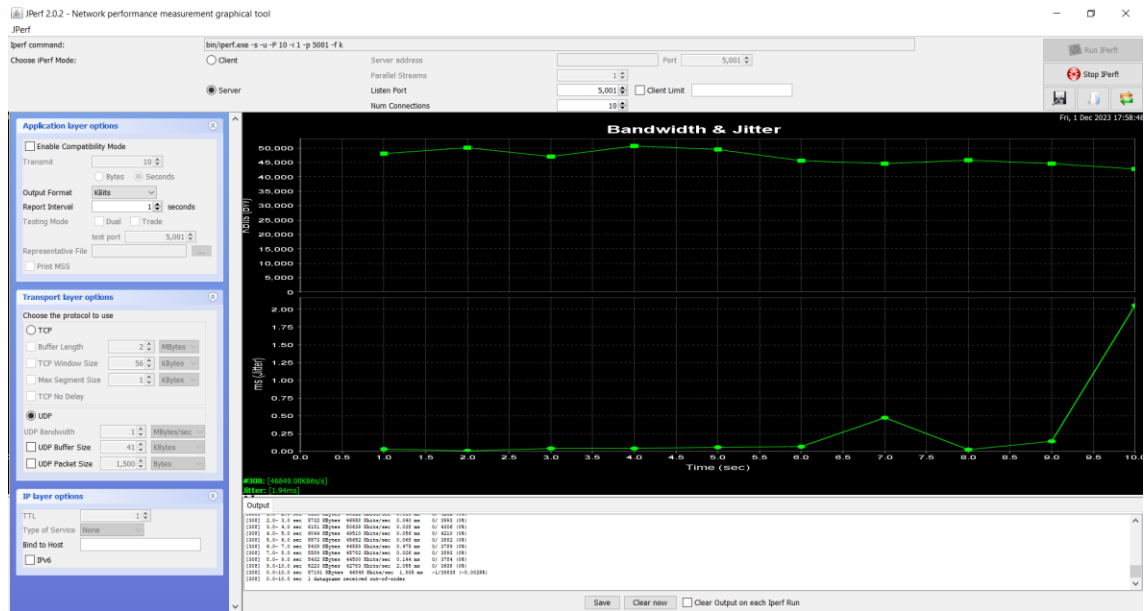 JPerf 2.0.2 - Network performance measurement graphical tool
JPerf
Iperf command:
bin/iperf.exe -s -u -P 10 -i 1 -p 5001 -f k
Run IPerf!
Choose iPerf Mode:
Client
Server address
Port
5,001
Parallel Streams
1
Stop IPerf!
Server
Listen Port
5,001
Client Limit
Num Connections
10
Application layer options
Enable Compatibility Mode
Transmit
10
Bytes
Seconds
Output Format
KBits
Report Interval
1
seconds
Testing Mode
Dual
Trade
test port
5,001
Representative File
...
Print MSS
Transport layer options
Choose the protocol to use
TCP
Buffer Length
2
MBytes
TCP Window Size
56
KBytes
Max Segment Size
1
KBytes
TCP No Delay
UDP
UDP Bandwidth
1
MBytes/sec
UDP Buffer Size
41
KBytes
UDP Packet Size
1,500
Bytes
IP layer options
TTL
1
Type of Service
None
Bind to Host
IPv6
Fri, 1 Dec 2023 17:58:48
Bandwidth & Jitter
50,000
45,000
40,000
35,000
30,000
25,000
20,000
15,000
10,000
5,000
0
KBits (BW)
2.00
1.75
1.50
1.25
1.00
0.75
0.50
0.25
0.00
ms (Jitter)
0.0 0.5 1.0 1.5 2.0 2.5 3.0 3.5 4.0 4.5 5.0 5.5 6.0 6.5 7.0 7.5 8.0 8.5 9.0 9.5 10.0
Time (sec)
#308: [46849.00KBits/s]
Jitter: [1.94ms]
Output
[308] 0.0-10.0 sec 1 datagrams received out-of-order
Save
Clear now
Clear Output on each Iperf Run